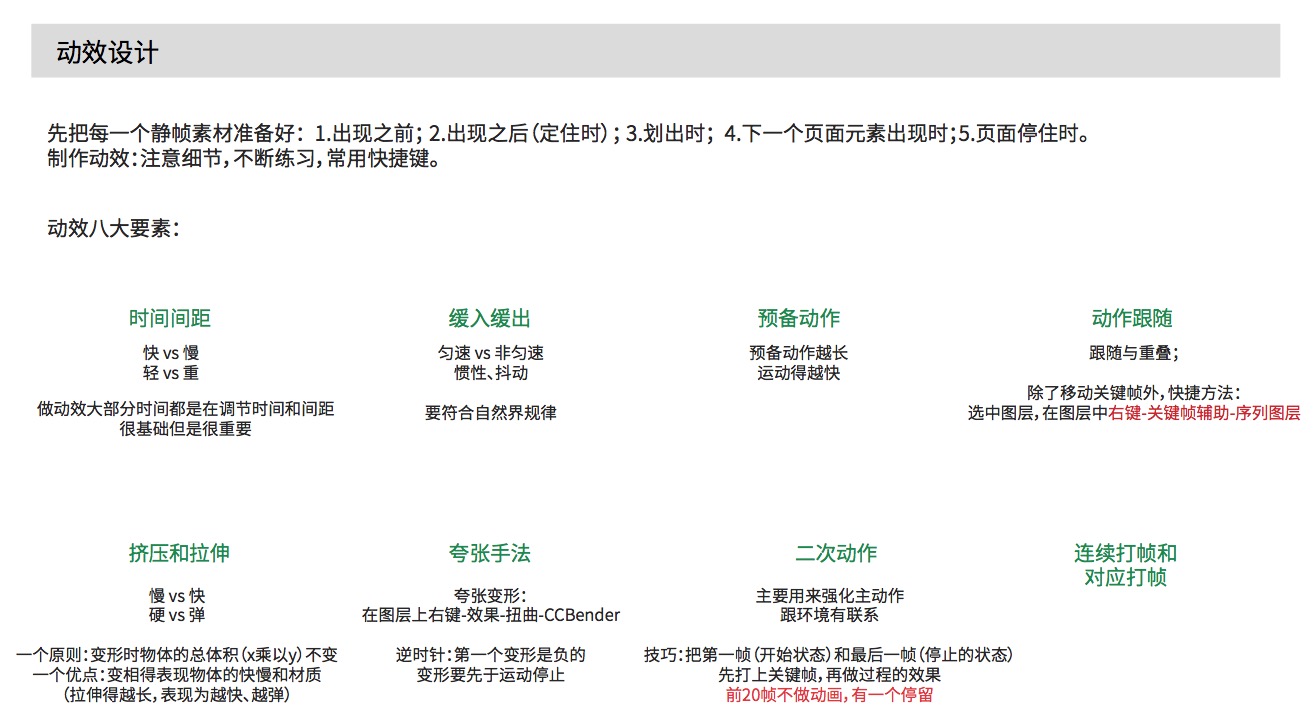 动效设计
先把每一个静帧素材准备好：1.出现之前；2.出现之后（定住时）；3.划出时；4.下一个页面元素出现时；5.页面停住时。
制作动效：注意细节，不断练习，常用快捷键。
动效八大要素：
时间间距
快 vs 慢
轻 vs 重
做动效大部分时间都是在调节时间和间距
很基础但是很重要
缓入缓出
匀速 vs 非匀速
惯性、抖动
要符合自然界规律
预备动作
预备动作越长
运动得越快
动作跟随
跟随与重叠；
除了移动关键帧外，快捷方法：
选中图层，在图层中右键-关键帧辅助-序列图层
挤压和拉伸
慢 vs 快
硬 vs 弹
一个原则：变形时物体的总体积（x乘以y）不变
一个优点：变相得表现物体的快慢和材质
（拉伸得越长，表现为越快、越弹）
夸张手法
夸张变形：
在图层上右键-效果-扭曲-CCBender
逆时针：第一个变形是负的
变形要先于运动停止
二次动作
主要用来强化主动作
跟环境有联系
技巧：把第一帧（开始状态）和最后一帧（停止的状态）
先打上关键帧，再做过程的效果
前20帧不做动画，有一个停留
连续打帧和
对应打帧